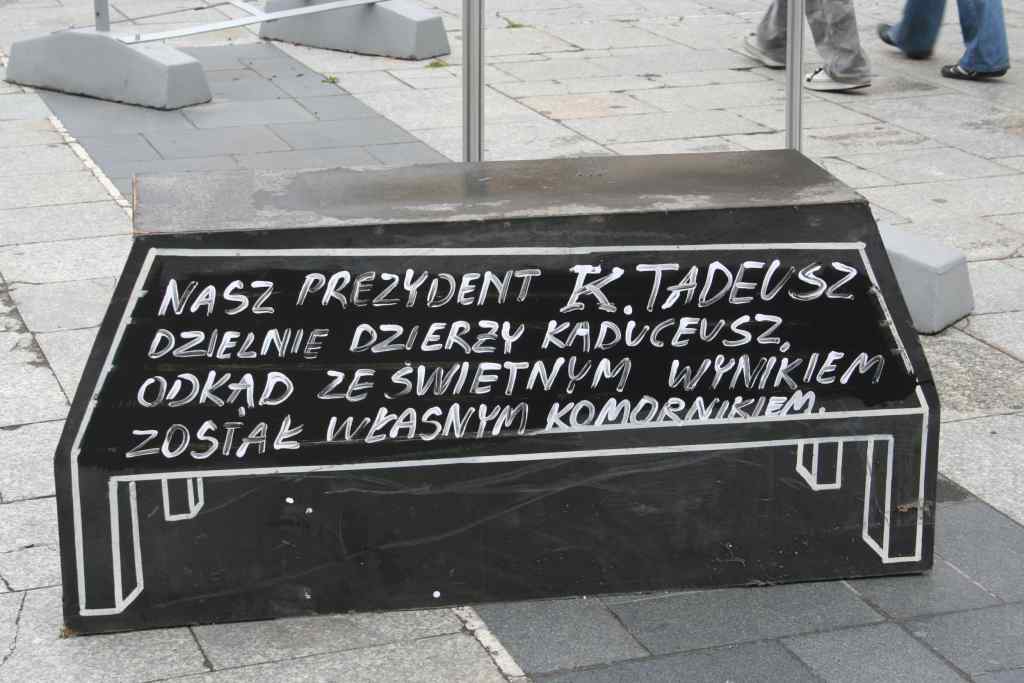 NASZ PREZYDENT K. TADEUSZ
DZIELNIE DZIERŻY KADUCEUSZ,
ODKĄD ZE ŚWIETNYM WYNIKIEM
ZOSTAŁ WŁASNYM KOMORNIKIEM.